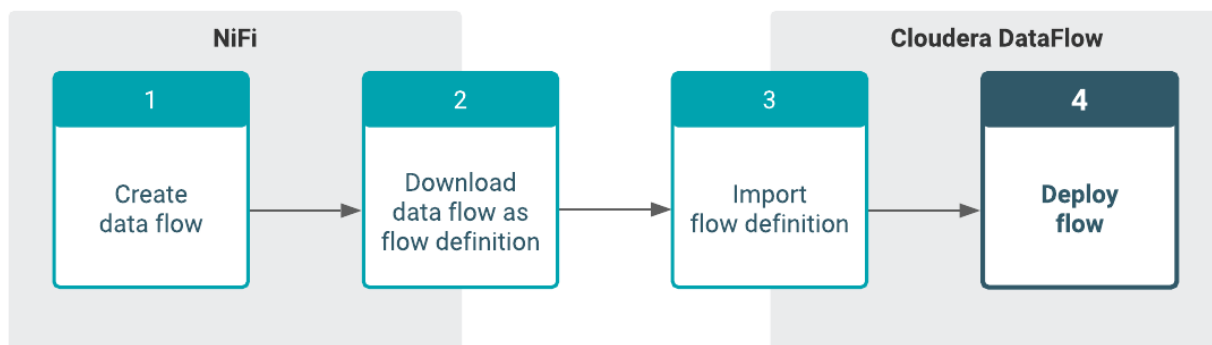 NiFi
Cloudera DataFlow
1
Create
data flow
2
Download
data flow as
flow definition
3
Import
flow definition
4
Deploy
flow